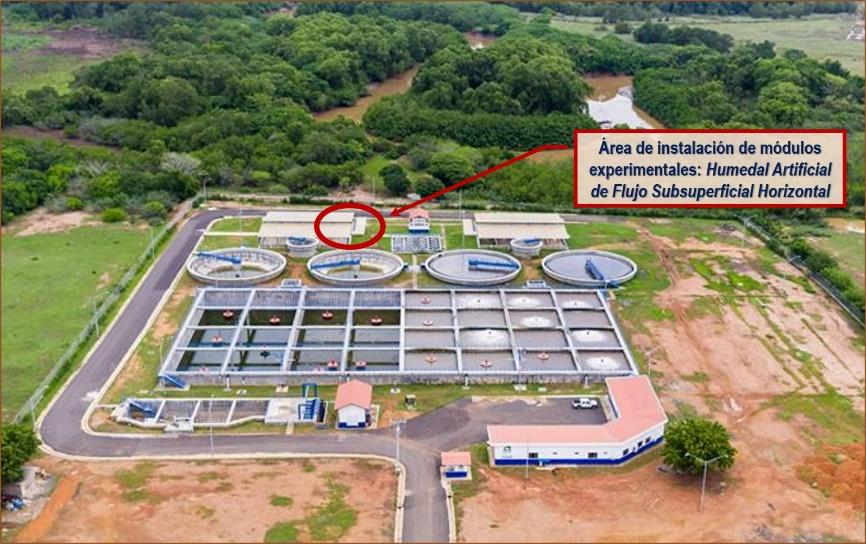 Área de instalación de módulos
experimentales: Humedal Artificial
de Flujo Subsuperficial Horizontal